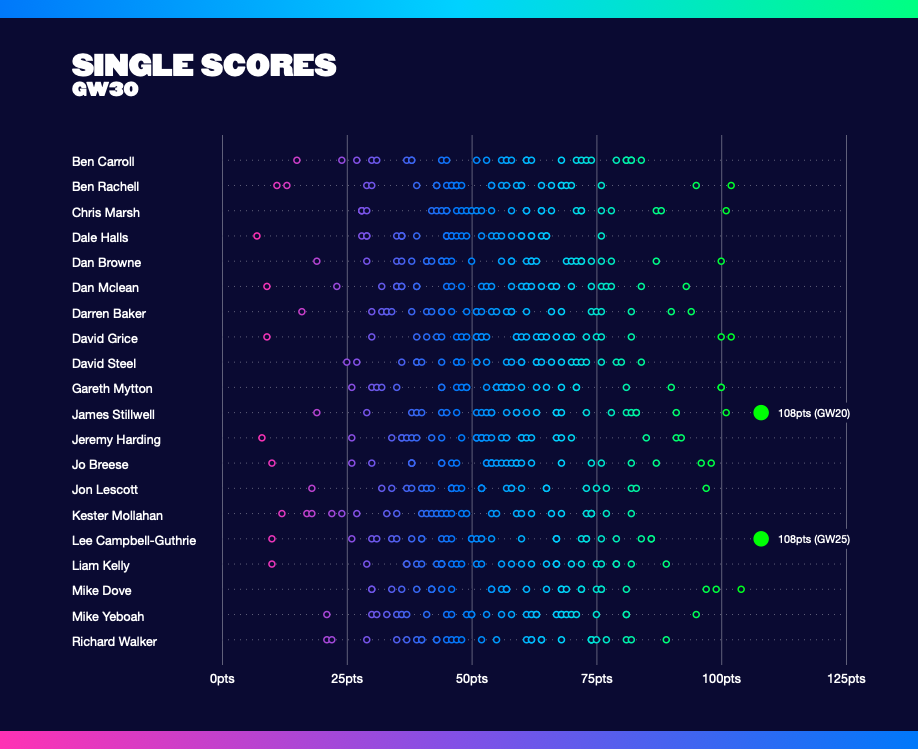 SINGLE SCORES
GW30
Ben Carroll
Ben Rachell
Chris Marsh
Dale Halls
Dan Browne
Dan Mclean
Darren Baker
David Grice
David Steel
Gareth Mytton
James Stillwell 108pts (GW20)
Jeremy Harding
Jo Breese
Jon Lescott
Kester Mollahan
Lee Campbell-Guthrie 108pts (GW25)
Liam Kelly
Mike Dove
Mike Yeboah
Richard Walker
0pts 25pts 50pts 75pts 100pts 125pts